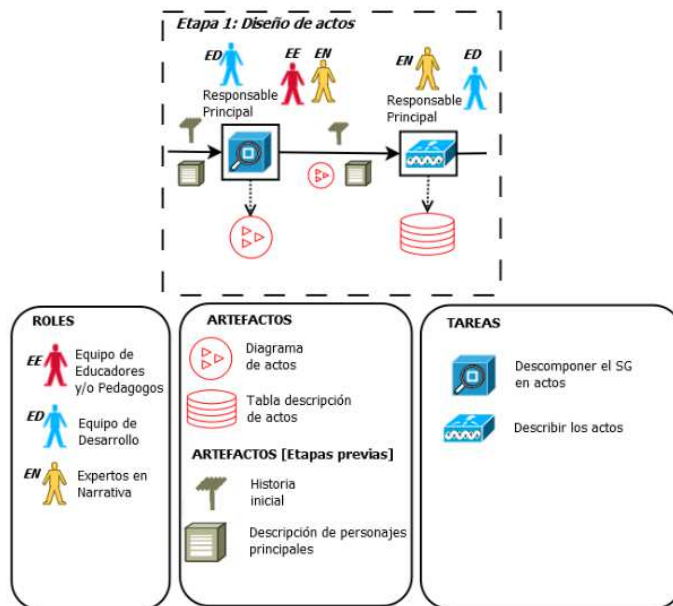 Etapa 1: Diseño de actos
ED
EE
EN
EN
ED
Responsable
Principal
Responsable
Principal
ROLES
EE
Equipo de
Educadores
y/o Pedagogos
ED
Equipo de
Desarrollo
EN
Expertos en
Narrativa
ARTEFACTOS
Diagrama
de actos
Tabla descripción
de actos
ARTEFACTOS [Etapas previas]
Historia
inicial
Descripción de personajes
principales
TAREAS
Descomponer el SG
en actos
Describir los actos